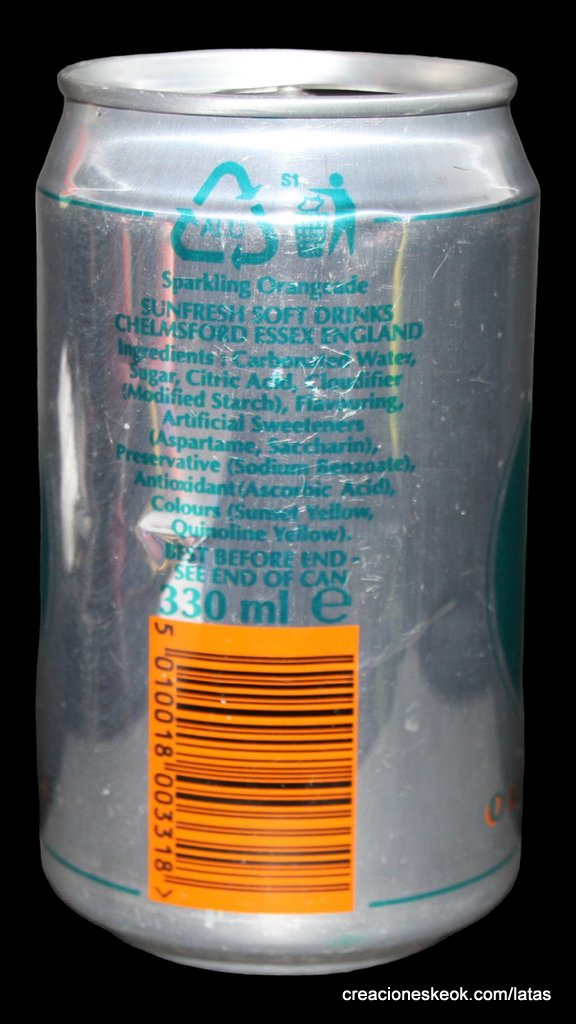 S1
ALU
Sparkling Orangeade
SUNFRESH SOFT DRINKS
CHELMSFORD ESSEX ENGLAND
Ingredients : Carbonated Water,
Sugar, Citric Acid, Cloudifier
(Modified Starch), Flavouring,
Artificial Sweeteners
(Aspartame, Saccharin),
Preservative (Sodium Benzoate),
Antioxidant (Ascorbic Acid),
Colours (Sunset Yellow,
Quinoline Yellow).
BEST BEFORE END -
SEE END OF CAN
330 ml e
5 010018 003318 >
creacioneskeok.com/latas